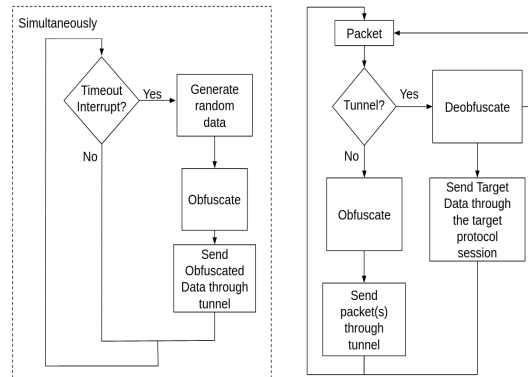 Simultaneously
Timeout
Interrupt?
Yes
No
Generate
random
data
Obfuscate
Send
Obfuscated
Data through
tunnel
Packet
Tunnel?
Yes
No
Deobfuscate
Obfuscate
Send Target
Data through
the target
protocol
session
Send
packet(s)
through
tunnel